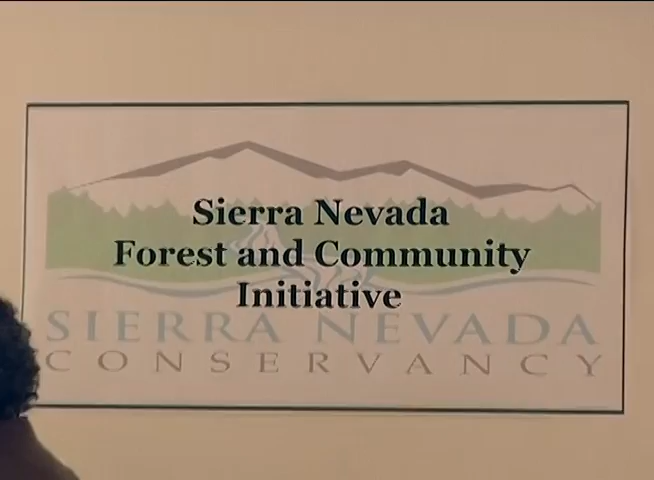 Sierra Nevada
Forest and Community
Initiative
SIERRA NEVADA
CONSERVANCY